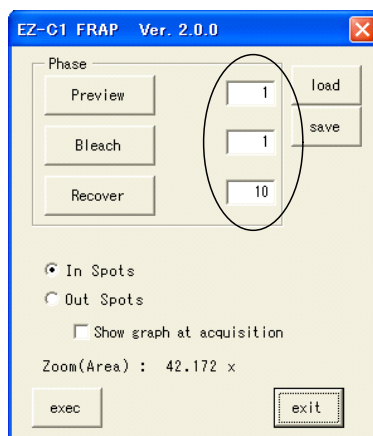 EZ-C1 FRAP Ver. 2.0.0
Phase
Preview 1 load
Bleach 1 save
Recover 10
In Spots
Out Spots
Show graph at acquisition
Zoom(Area) : 42.172 x
exec exit